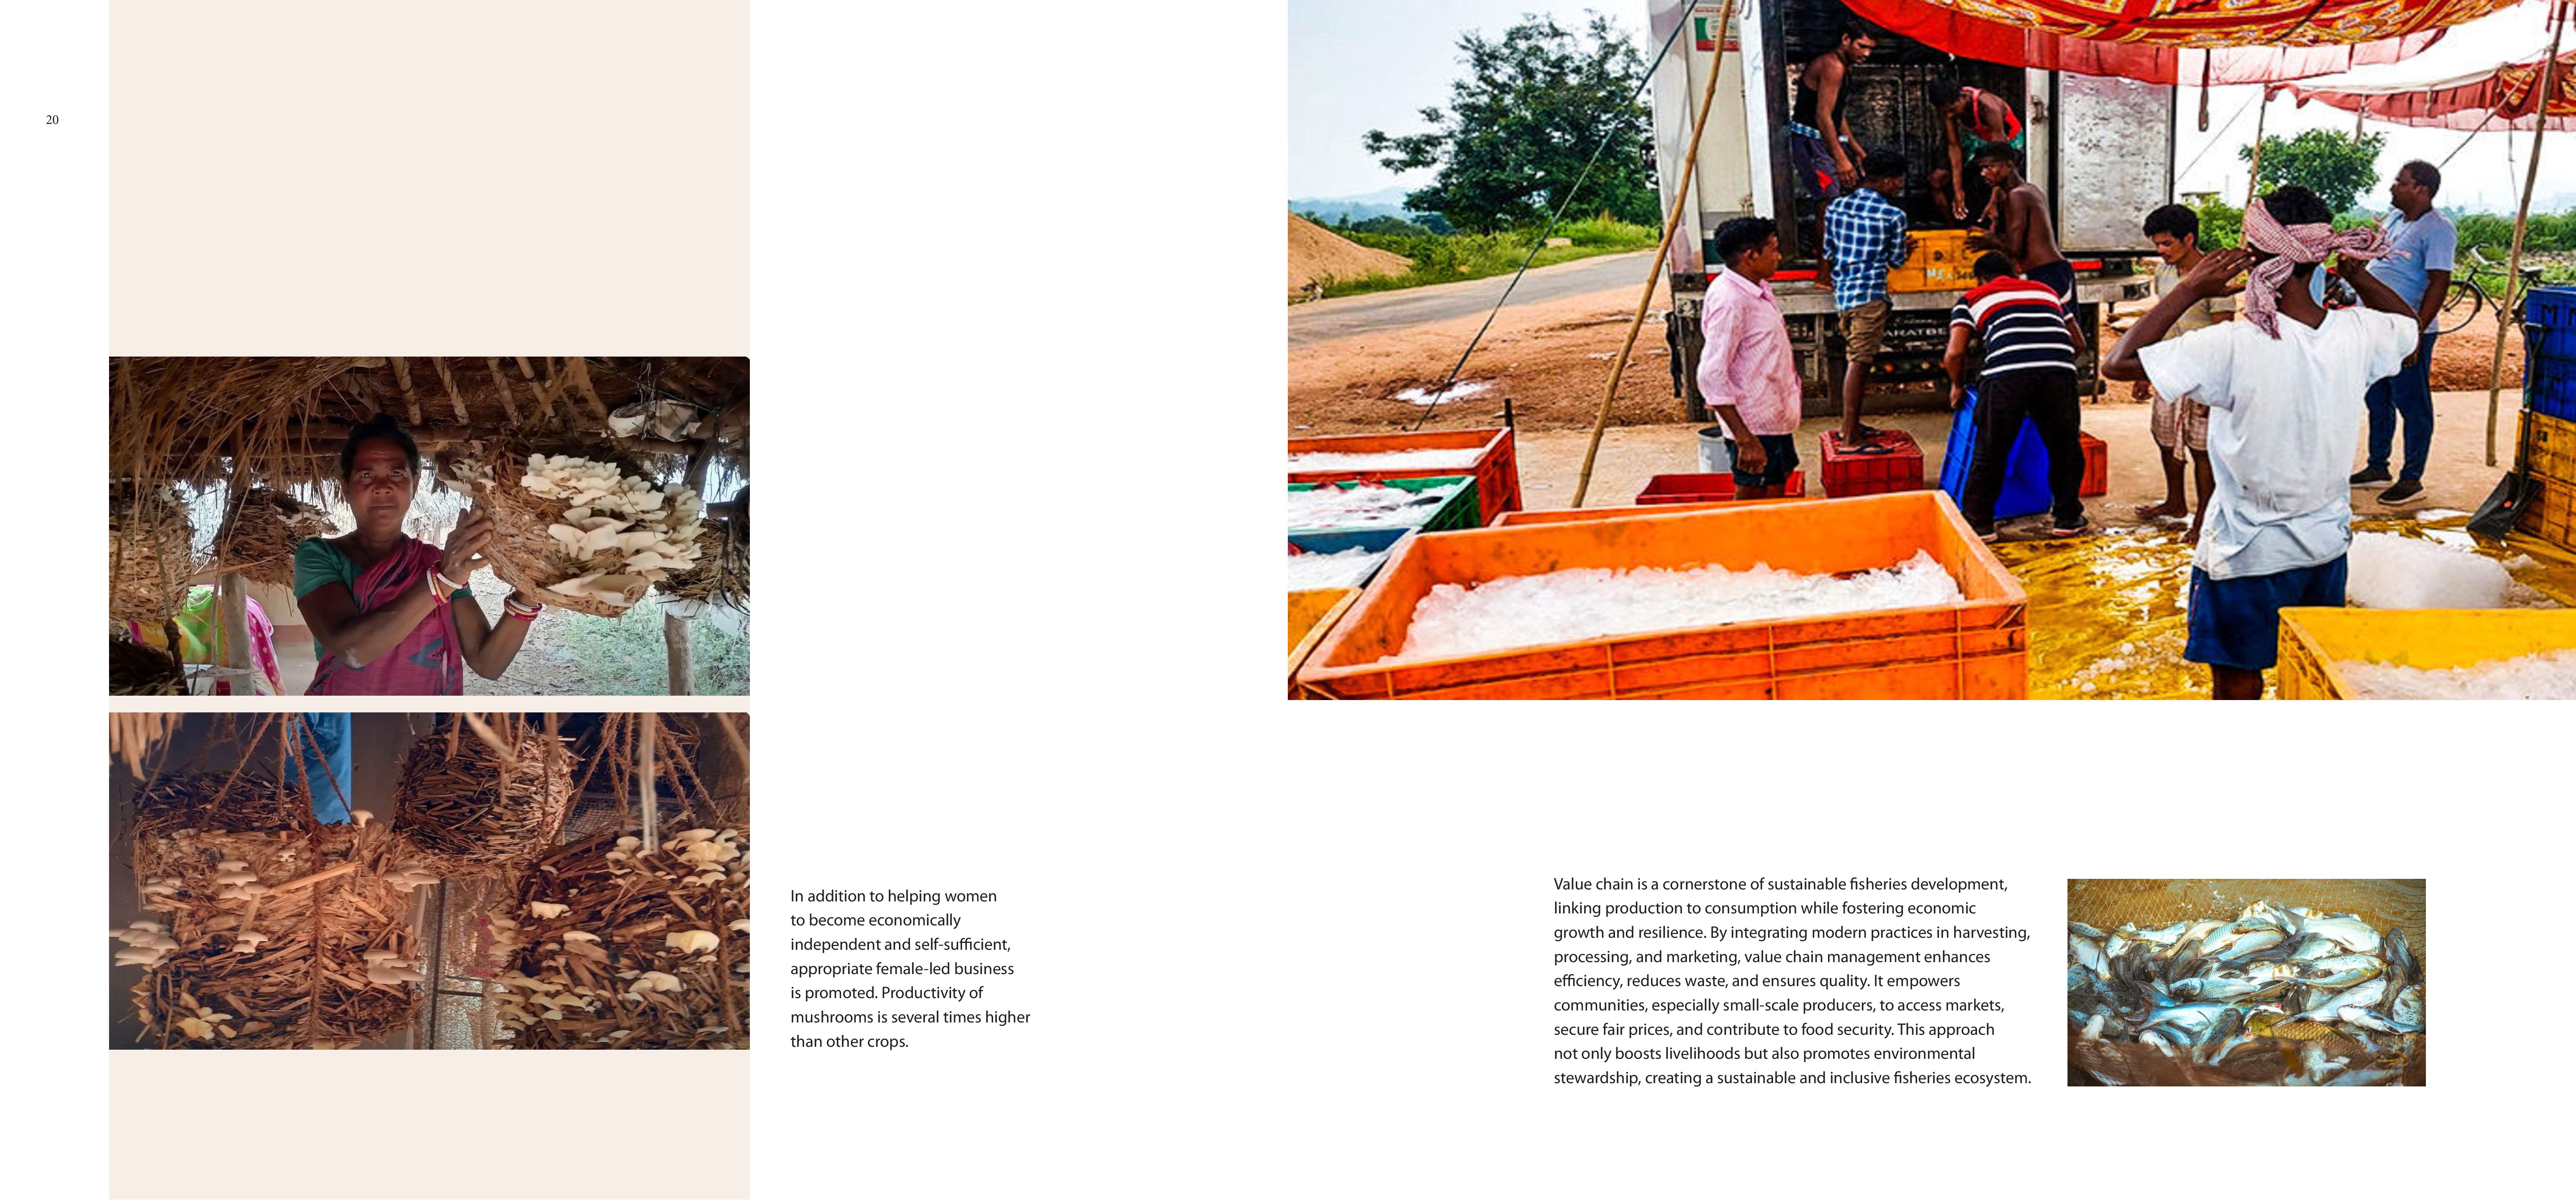 20
In addition to helping women
to become economically
independent and self-sufficient,
appropriate female-led business
is promoted. Productivity of
mushrooms is several times higher
than other crops.
Value chain is a cornerstone of sustainable fisheries development,
linking production to consumption while fostering economic
growth and resilience. By integrating modern practices in harvesting,
processing, and marketing, value chain management enhances
efficiency, reduces waste, and ensures quality. It empowers
communities, especially small-scale producers, to access markets,
secure fair prices, and contribute to food security. This approach
not only boosts livelihoods but also promotes environmental
stewardship, creating a sustainable and inclusive fisheries ecosystem.